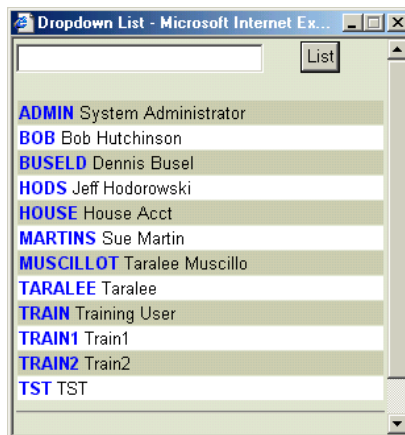 Dropdown List - Microsoft Internet Ex...
List
ADMIN System Administrator
BOB Bob Hutchinson
BUSELD Dennis Busel
HODS Jeff Hodorowski
HOUSE House Acct
MARTINS Sue Martin
MUSCILLOT Taralee Muscillo
TARALEE Taralee
TRAIN Training User
TRAIN1 Train1
TRAIN2 Train2
TST TST